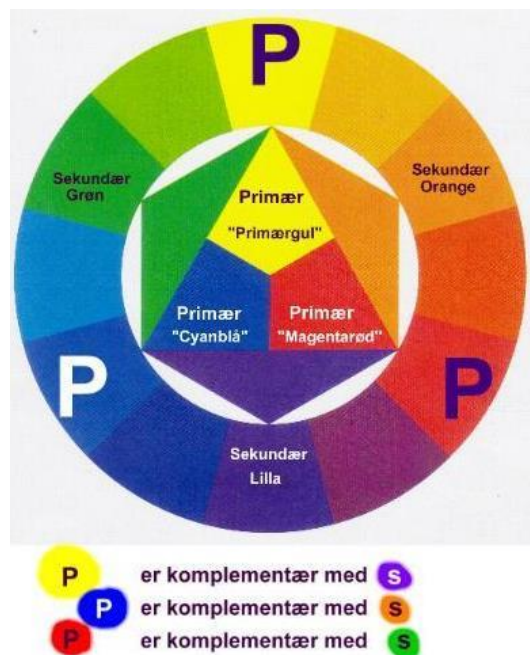 P
Sekundær
Grøn
Sekundær
Orange
Primær
"Primærgul"
Primær
"Cyanblå"
Primær
"Magentarød"
P
P
Sekundær
Lilla
P er komplementær med s
P er komplementær med s
P er komplementær med s